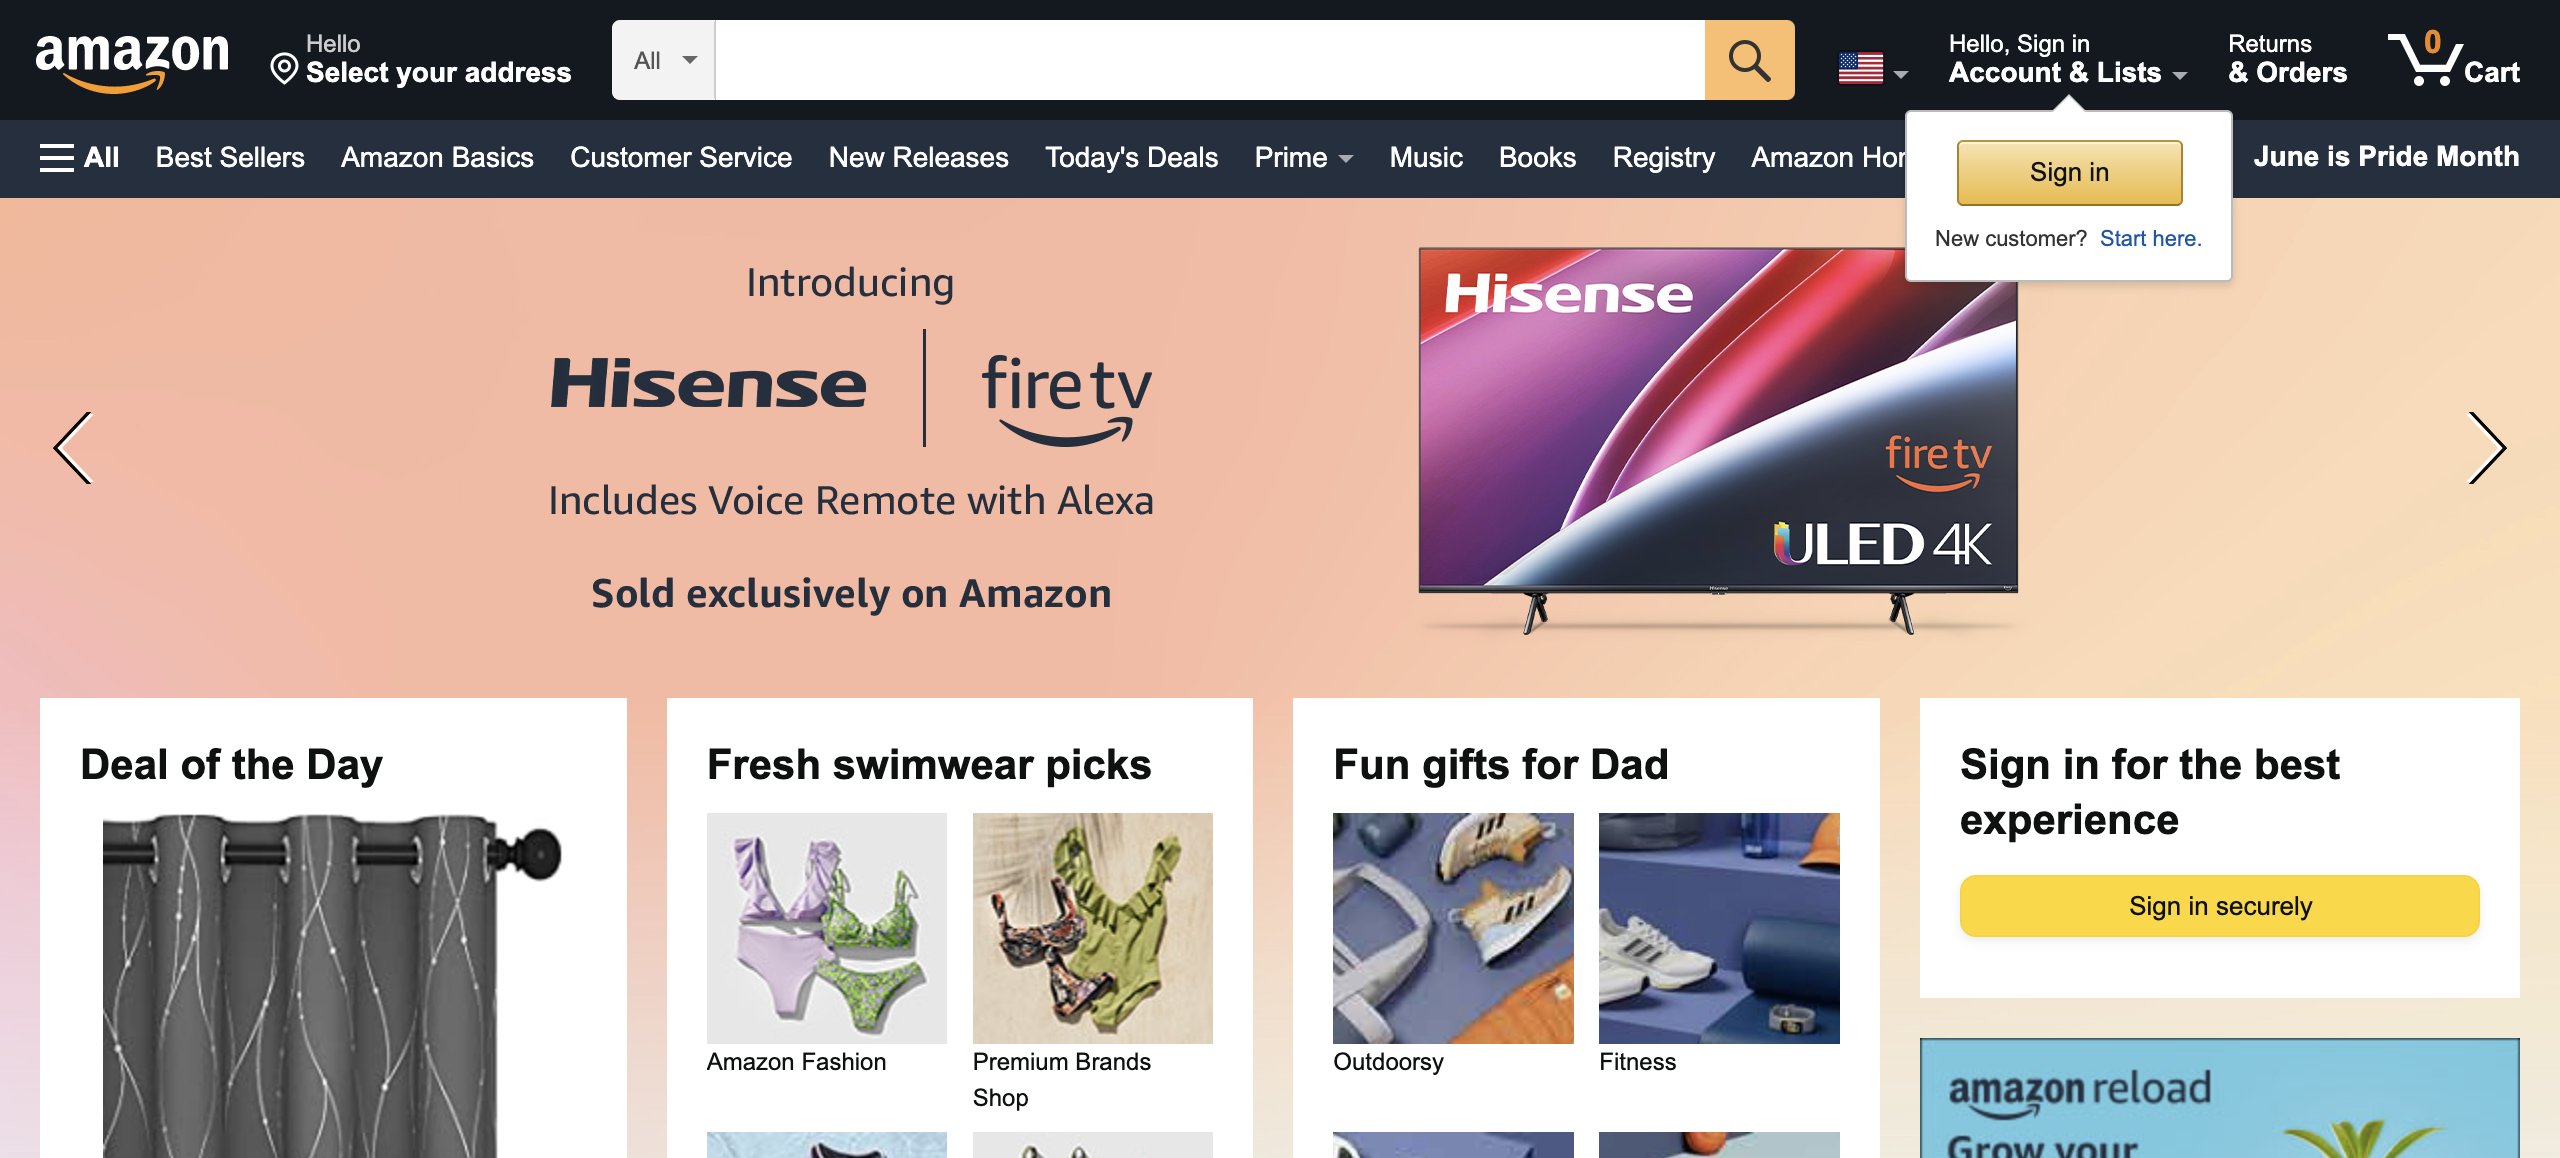 amazon
Hello
Select your address
All
Hello, Sign in
Account & Lists
Returns
& Orders
0
Cart
All
Best Sellers
Amazon Basics
Customer Service
New Releases
Today's Deals
Prime
Music
Books
Registry
Amazon Hor
June is Pride Month
Sign in
New customer? Start here.
Introducing
Hisense
fire tv
Includes Voice Remote with Alexa
Sold exclusively on Amazon
Hisense
fire tv
ULED 4K
Deal of the Day
Fresh swimwear picks
Amazon Fashion
Premium Brands
Shop
Fun gifts for Dad
Outdoorsy
Fitness
Sign in for the best
experience
Sign in securely
amazon reload
Grow your